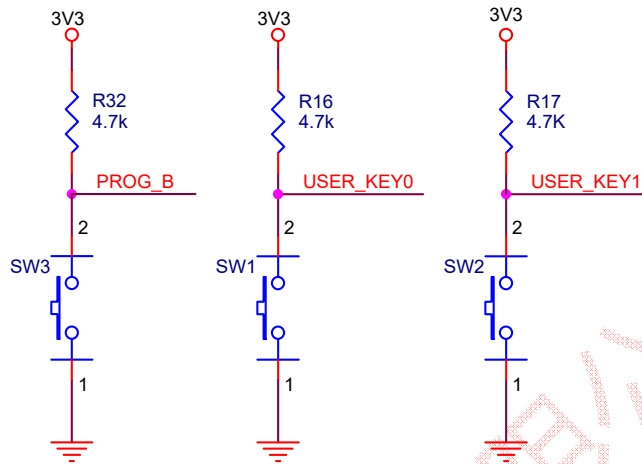 3V3 3V3 3V3
R32 R16 R17
4.7k 4.7k 4.7K
PROG_B USER_KEY0 USER_KEY1
2 2 2
SW3 SW1 SW2
1 1 1